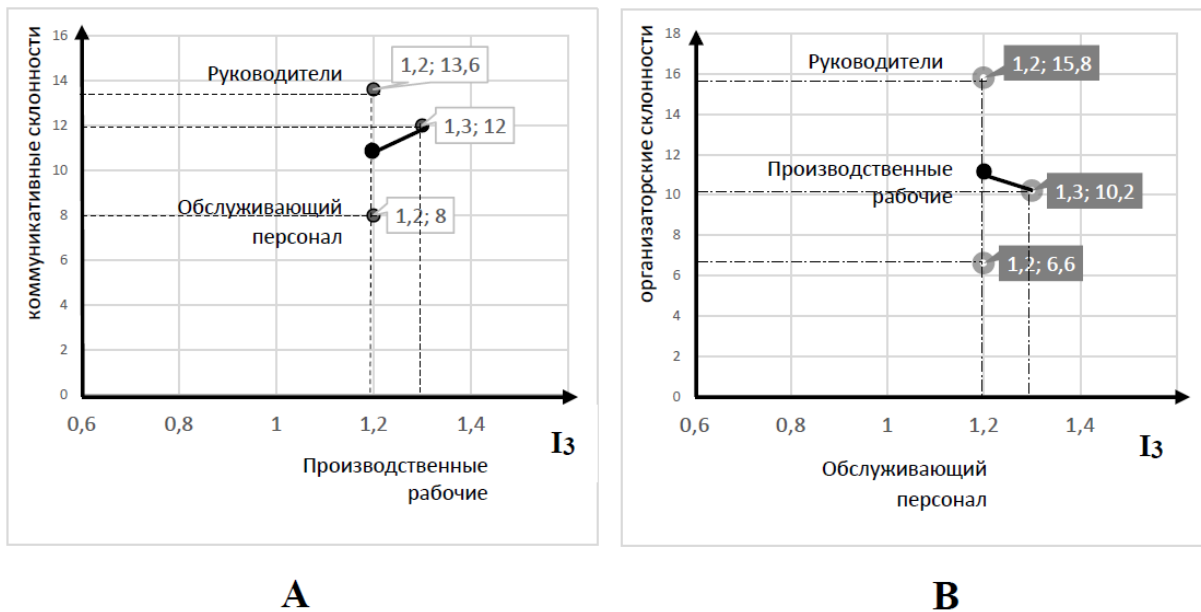 коммуникативные склонности
16
14
12
10
8
6
4
2
0
Руководители
1,2; 13,6
1,3; 12
Обслуживающий
персонал
1,2; 8
0,6
0,8
1
1,2
1,4
I3
Производственные
рабочие
А
организаторские склонности
18
16
14
12
10
8
6
4
2
0
Руководители
1,2; 15,8
Производственные
рабочие
1,3; 10,2
1,2; 6,6
0,6
0,8
1
1,2
1,4
I3
Обслуживающий
персонал
В